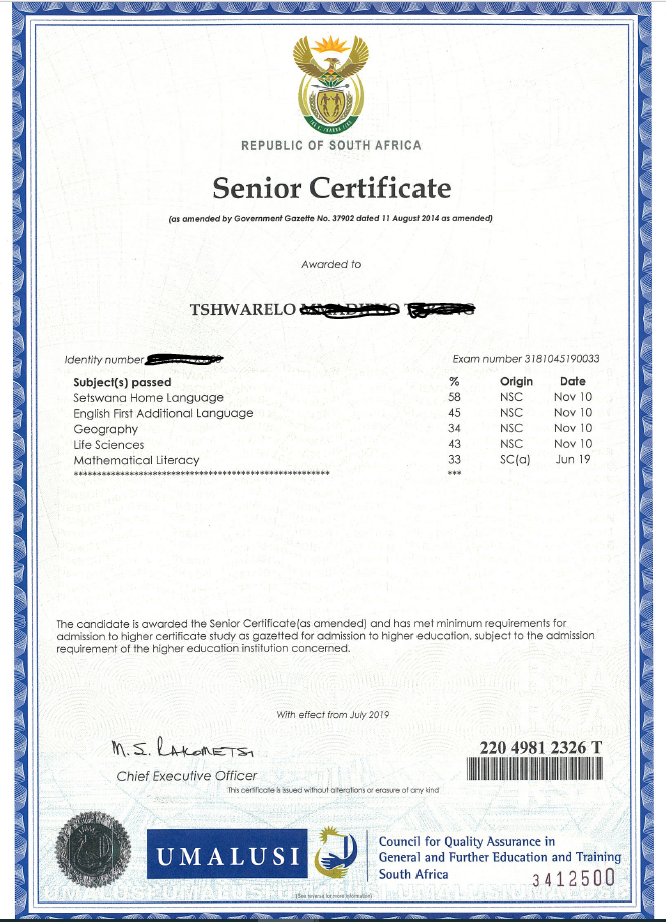 REPUBLIC OF SOUTH AFRICA
Senior Certificate
(as amended by Government Gazette No. 37902 dated 11 August 2014 as amended)
Awarded to
TSHWARELO
Identity number Exam number 3181045190033
Subject(s) passed % Origin Date
Setswana Home Language 58 NSC Nov 10
English First Additional Language 45 NSC Nov 10
Geography 34 NSC Nov 10
Life Sciences 43 NSC Nov 10
Mathematical Literacy 33 SC(a) Jun 19
The candidate is awarded the Senior Certificate(as amended) and has met minimum requirements for
admission to higher certificate study as gazetted for admission to higher education, subject to the admission
requirement of the higher education institution concerned.
With effect from July 2019
M. S. RAKOMETSI
220 4981 2326 T
Chief Executive Officer
This certificate is issued without alterations or erasure of any kind
UMALUSI
Council for Quality Assurance in
General and Further Education and Training
South Africa
3412500
(See reverse for more information)